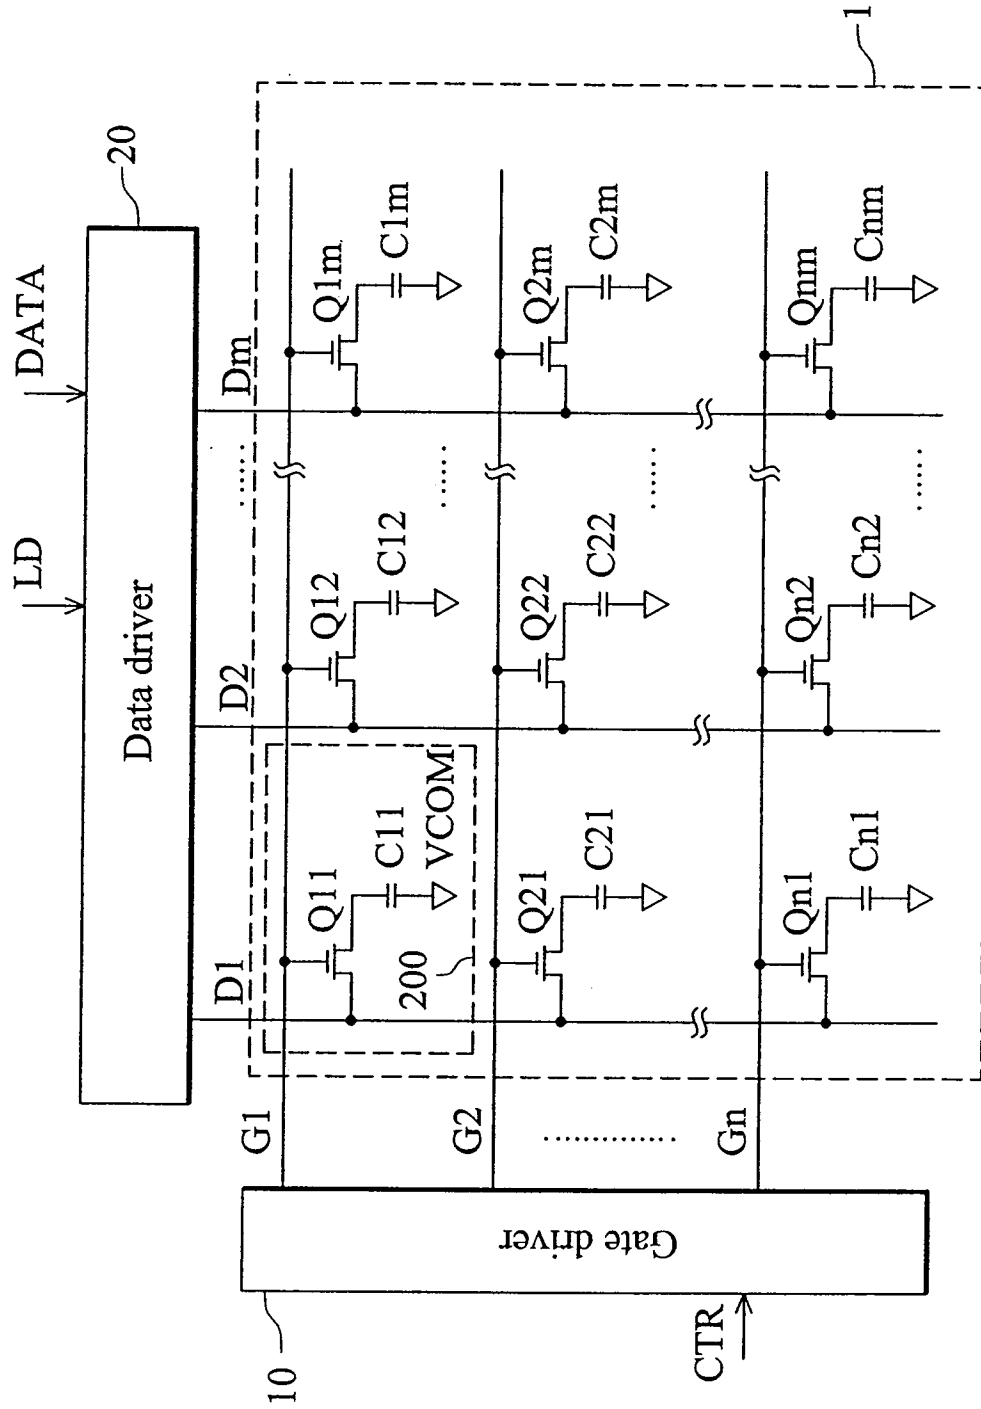 LD
DATA
20
Data driver
D1
D2
......
Dm
1
G1
Q11
C11
VCOM
200
Q12
C12
......
Q1m
C1m
G2
Q21
C21
Q22
C22
......
Q2m
C2m
..............
Gn
Qn1
Cn1
Qn2
Cn2
......
Qnm
Cnm
Gate driver
10
CTR